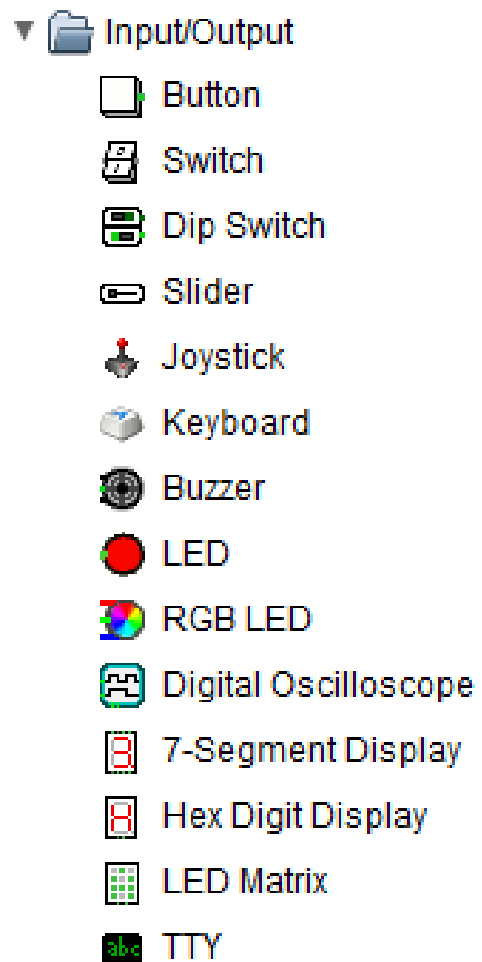 Input/Output
Button
Switch
Dip Switch
Slider
Joystick
Keyboard
Buzzer
LED
RGB LED
Digital Oscilloscope
7-Segment Display
Hex Digit Display
LED Matrix
abc TTY